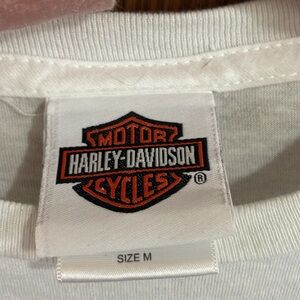 MOTOR
HARLEY-DAVIDSON
CYCLES ®
SIZE M